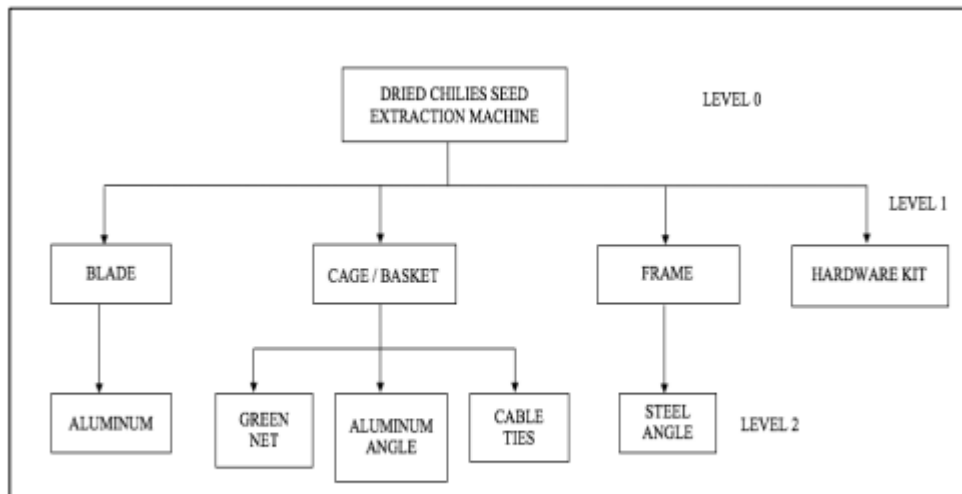 DRIED CHILIES SEED
EXTRACTION MACHINE
LEVEL 0
LEVEL 1
BLADE
CAGE / BASKET
FRAME
HARDWARE KIT
ALUMINUM
GREEN
NET
ALUMINUM
ANGLE
CABLE
TIES
STEEL
ANGLE
LEVEL 2